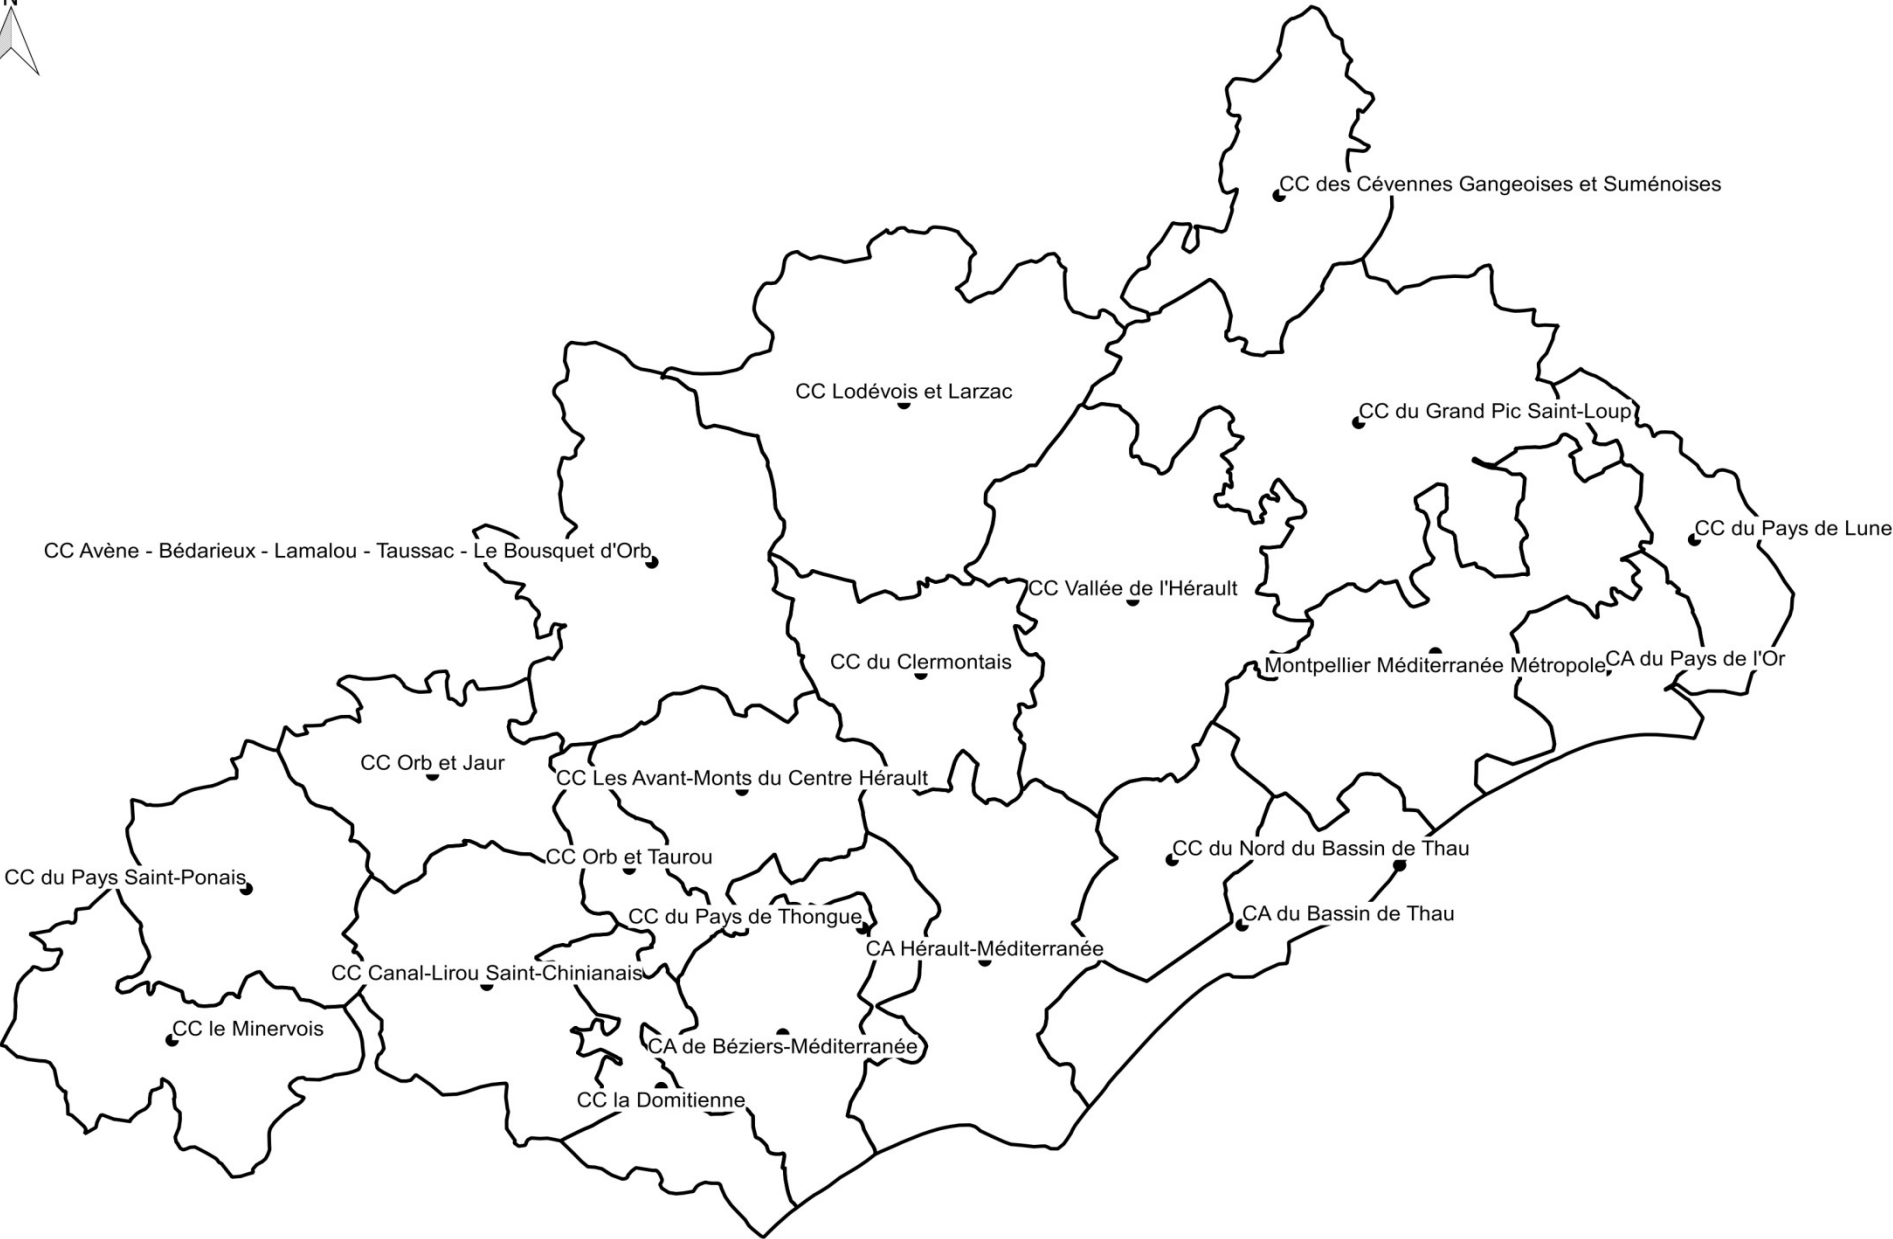 N
CC des Cévennes Gangeoises et Suménoises
CC Lodévois et Larzac
CC du Grand Pic Saint-Loup
CC du Pays de Lune
CC Avène - Bédarieux - Lamalou - Taussac - Le Bousquet d'Orb
CC Vallée de l'Hérault
CC du Clermontais
Montpellier Méditerranée Métropole
CA du Pays de l'Or
CC Orb et Jaur
CC Les Avant-Monts du Centre Hérault
CC du Nord du Bassin de Thau
CC Orb et Taurou
CC du Pays Saint-Ponais
CC du Pays de Thongue
CA du Bassin de Thau
CA Hérault-Méditerranée
CC Canal-Lirou Saint-Chinianais
CC le Minervois
CA de Béziers-Méditerranée
CC la Domitienne